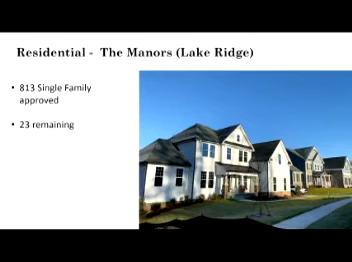 Residential - The Manors (Lake Ridge)
• 813 Single Family
approved
• 23 remaining